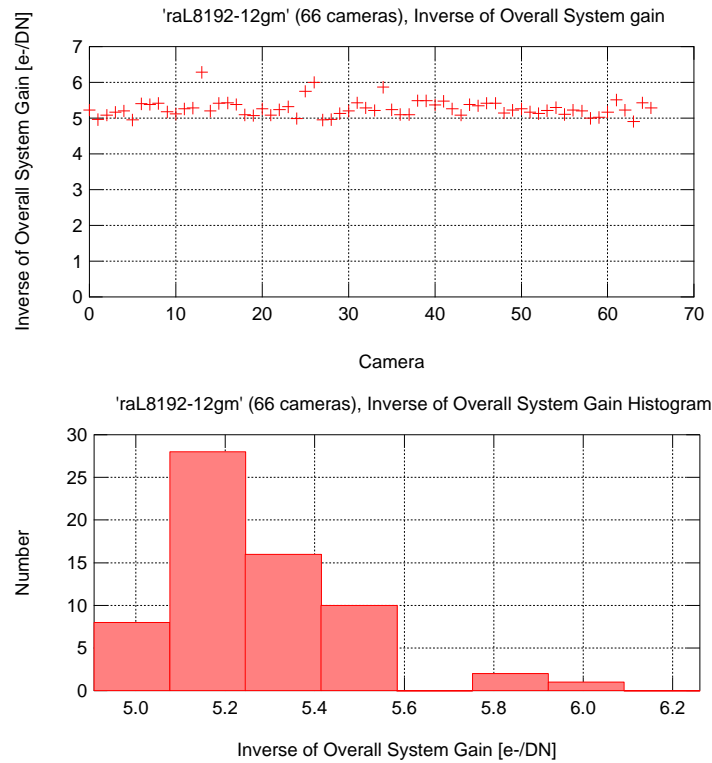 'raL8192-12gm' (66 cameras), Inverse of Overall System gain
Inverse of Overall System Gain [e-/DN]
7
6
5
4
3
2
1
0
0 10 20 30 40 50 60 70
Camera
'raL8192-12gm' (66 cameras), Inverse of Overall System Gain Histogram
Number
30
25
20
15
10
5
0
5.0 5.2 5.4 5.6 5.8 6.0 6.2
Inverse of Overall System Gain [e-/DN]